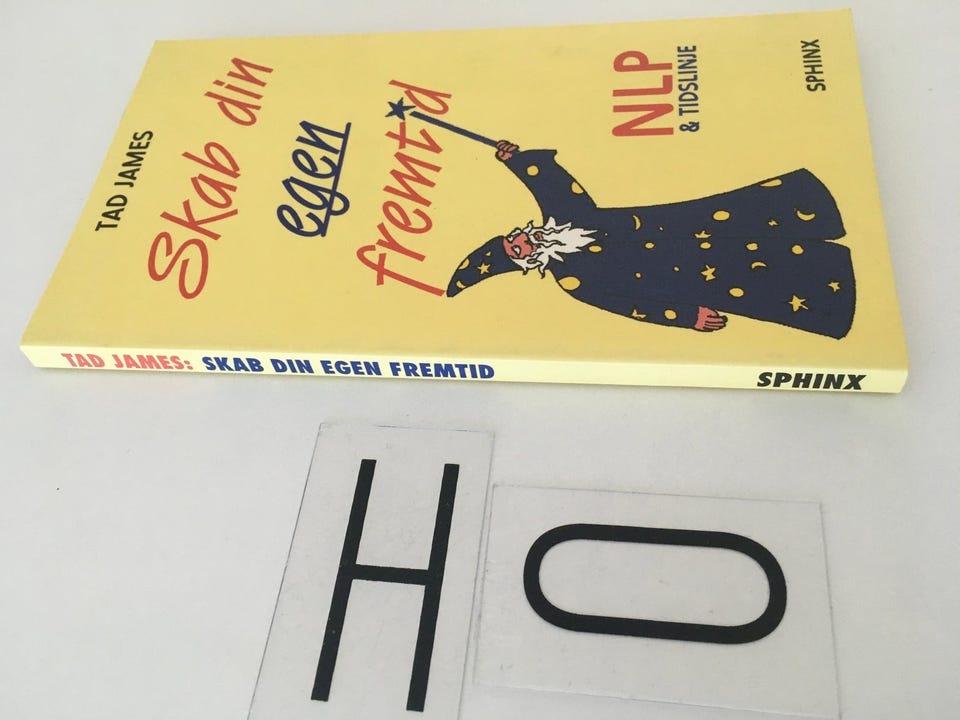 TAD JAMES
Skab din
egen
fremtid
NLP
& TIDSLINJE
SPHINX
TAD JAMES: SKAB DIN EGEN FREMTID
SPHINX
H O